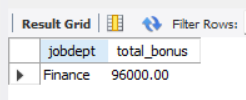 Result Grid Filter Rows:
jobdept total_bonus
Finance 96000.00